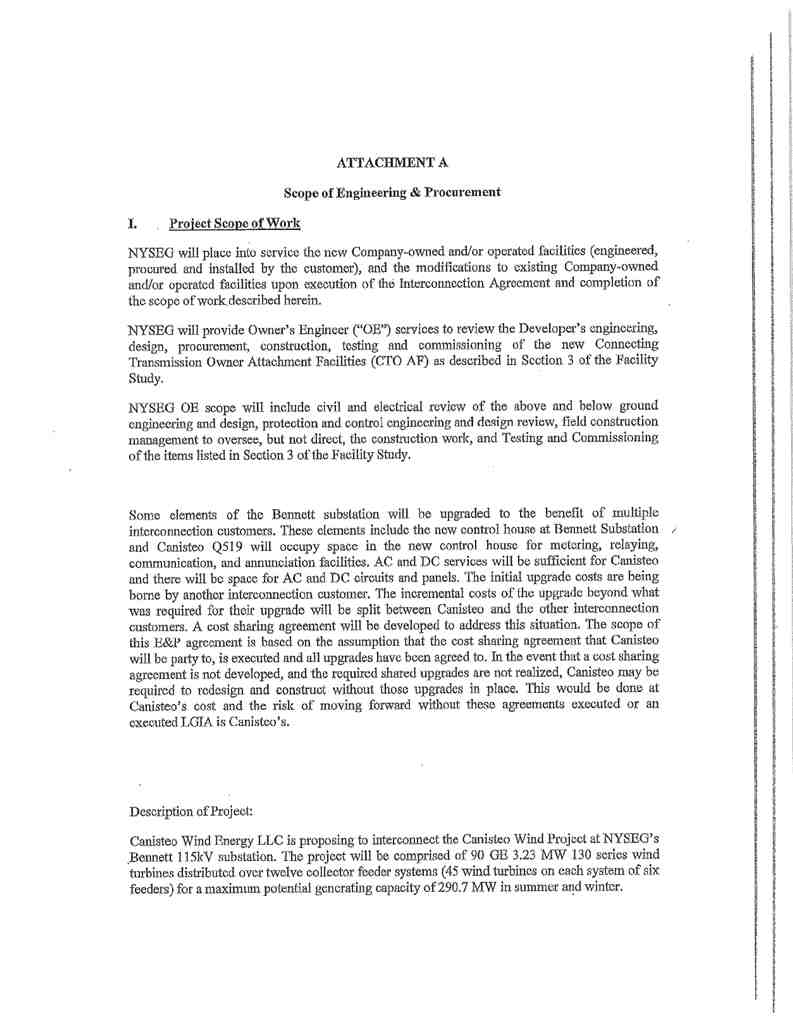 ATTACHMENT A
Scope of Engineering & Procurement
I. Project Scope of Work
NYSEG will place into service the new Company-owned and/or operated facilities (engineered,
procured and installed by the customer), and the modifications to existing Company-owned
and/or operated facilities upon execution of the Interconnection Agreement and completion of
the scope of work described herein.
NYSEG will provide Owner's Engineer ("OE") services to review the Developer's engineering,
design, procurement, construction, testing and commissioning of the new Connecting
Transmission Owner Attachment Facilities (CTO AF) as described in Section 3 of the Facility
Study.
NYSEG OE scope will include civil and electrical review of the above and below ground
engineering and design, protection and control engineering and design review, field construction
management to oversee, but not direct, the construction work, and Testing and Commissioning
of the items listed in Section 3 of the Facility Study.
Some elements of the Bennett substation will be upgraded to the benefit of multiple
interconnection customers. These elements include the new control house at Bennett Substation
and Canisteo Q519 will occupy space in the new control house for metering, relaying,
communication, and annunciation facilities. AC and DC services will be sufficient for Canisteo
and there will be space for AC and DC circuits and panels. The initial upgrade costs are being
borne by another interconnection customer. The incremental costs of the upgrade beyond what
was required for their upgrade will be split between Canisteo and the other interconnection
customers. A cost sharing agreement will be developed to address this situation. The scope of
this E&P agreement is based on the assumption that the cost sharing agreement that Canisteo
will be party to, is executed and all upgrades have been agreed to. In the event that a cost sharing
agreement is not developed, and the required shared upgrades are not realized, Canisteo may be
required to redesign and construct without those upgrades in place. This would be done at
Canisteo's cost and the risk of moving forward without these agreements executed or an
executed LGIA is Canisteo's.
Description of Project:
Canisteo Wind Energy LLC is proposing to interconnect the Canisteo Wind Project at NYSEG's
Bennett 115kV substation. The project will be comprised of 90 GE 3.23 MW 130 series wind
turbines distributed over twelve collector feeder systems (45 wind turbines on each system of six
feeders) for a maximum potential generating capacity of 290.7 MW in summer and winter.